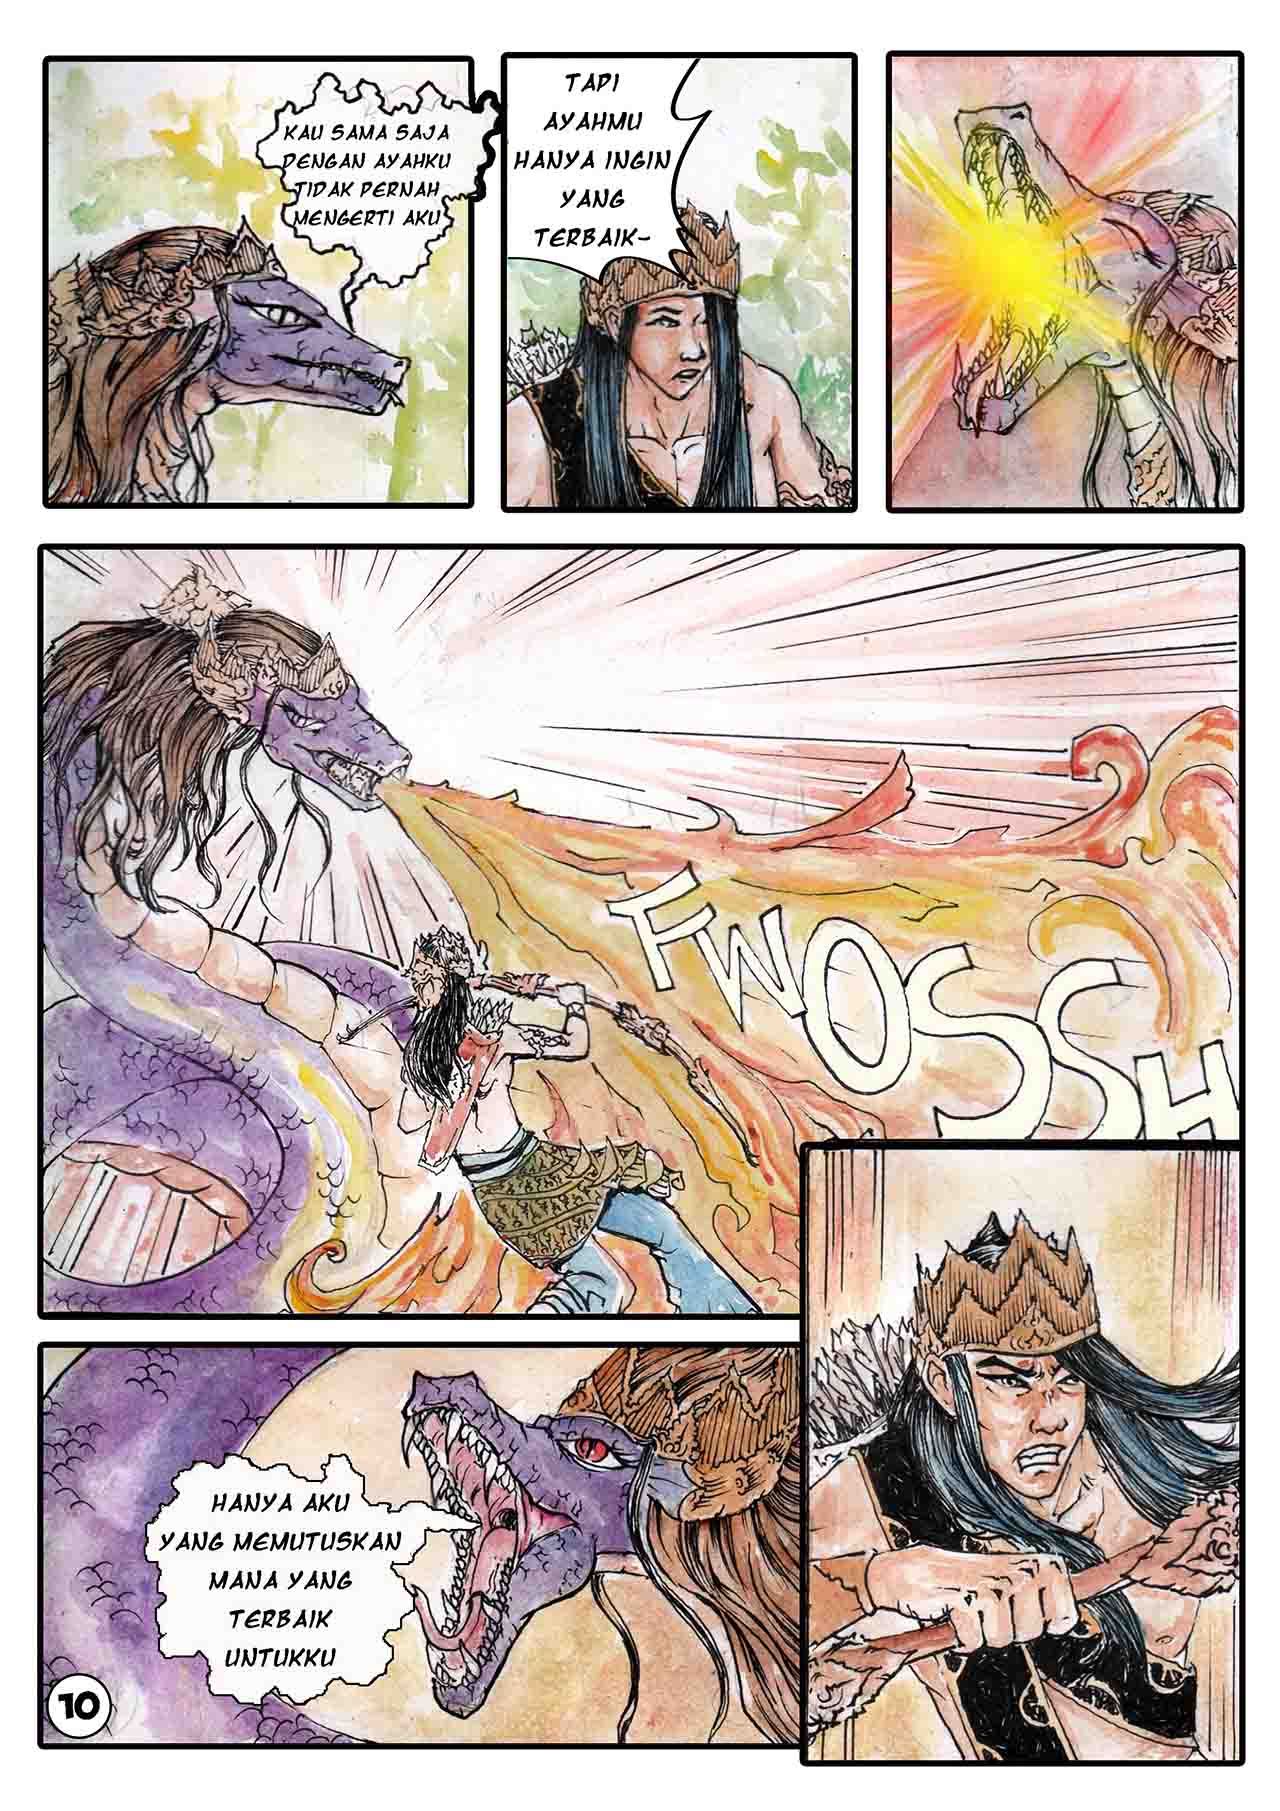 KAU SAMA SAJA
DENGAN AYAHKU
TIDAK PERNAH
MENGERTI AKU
TAPI
AYAHMU
HANYA INGIN
YANG
TERBAIK-
FWOSSH
HANYA AKU
YANG MEMUTUSKAN
MANA YANG
TERBAIK
UNTUKKU
10